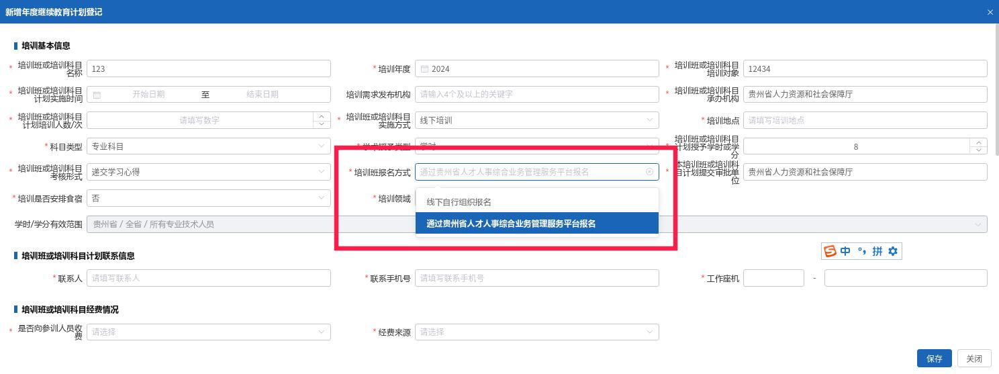 新增年度继续教育计划登记
培训基本信息
* 培训班或培训科目
名称
123
* 培训年度
2024
* 培训班或培训科目
培训对象
12434
* 培训班或培训科目
计划实施时间
开始日期 至 结束日期
培训需求发布机构
请输入4个及以上的关键字
* 培训班或培训科目
承办机构
贵州省人力资源和社会保障厅
* 培训班或培训科目
计划培训人数/次
请填写数字
* 培训班或培训科目
实施方式
线下培训
* 培训地点
请填写培训地点
* 科目类型
专业科目
* 学术授予类型
学时
* 培训班或培训科目
计划授予学时或学
分
8
* 培训班或培训科目
考核形式
递交学习心得
* 培训班报名方式
通过贵州省人才人事综合业务管理服务平台报名
* 本培训班或培训科
目计划提交审批单
位
贵州省人力资源和社会保障厅
* 培训是否安排食宿
否
* 培训领域
线下自行组织报名
通过贵州省人才人事综合业务管理服务平台报名
学时/学分有效范围
贵州省 / 全省 / 所有专业技术人员
中 °, 拼
培训班或培训科目计划联系信息
* 联系人
请填写联系人
* 联系手机号
请填写联系手机号
* 工作座机
-
培训班或培训科目经费情况
* 是否向参训人员收
费
请选择
* 经费来源
请选择
保存
关闭